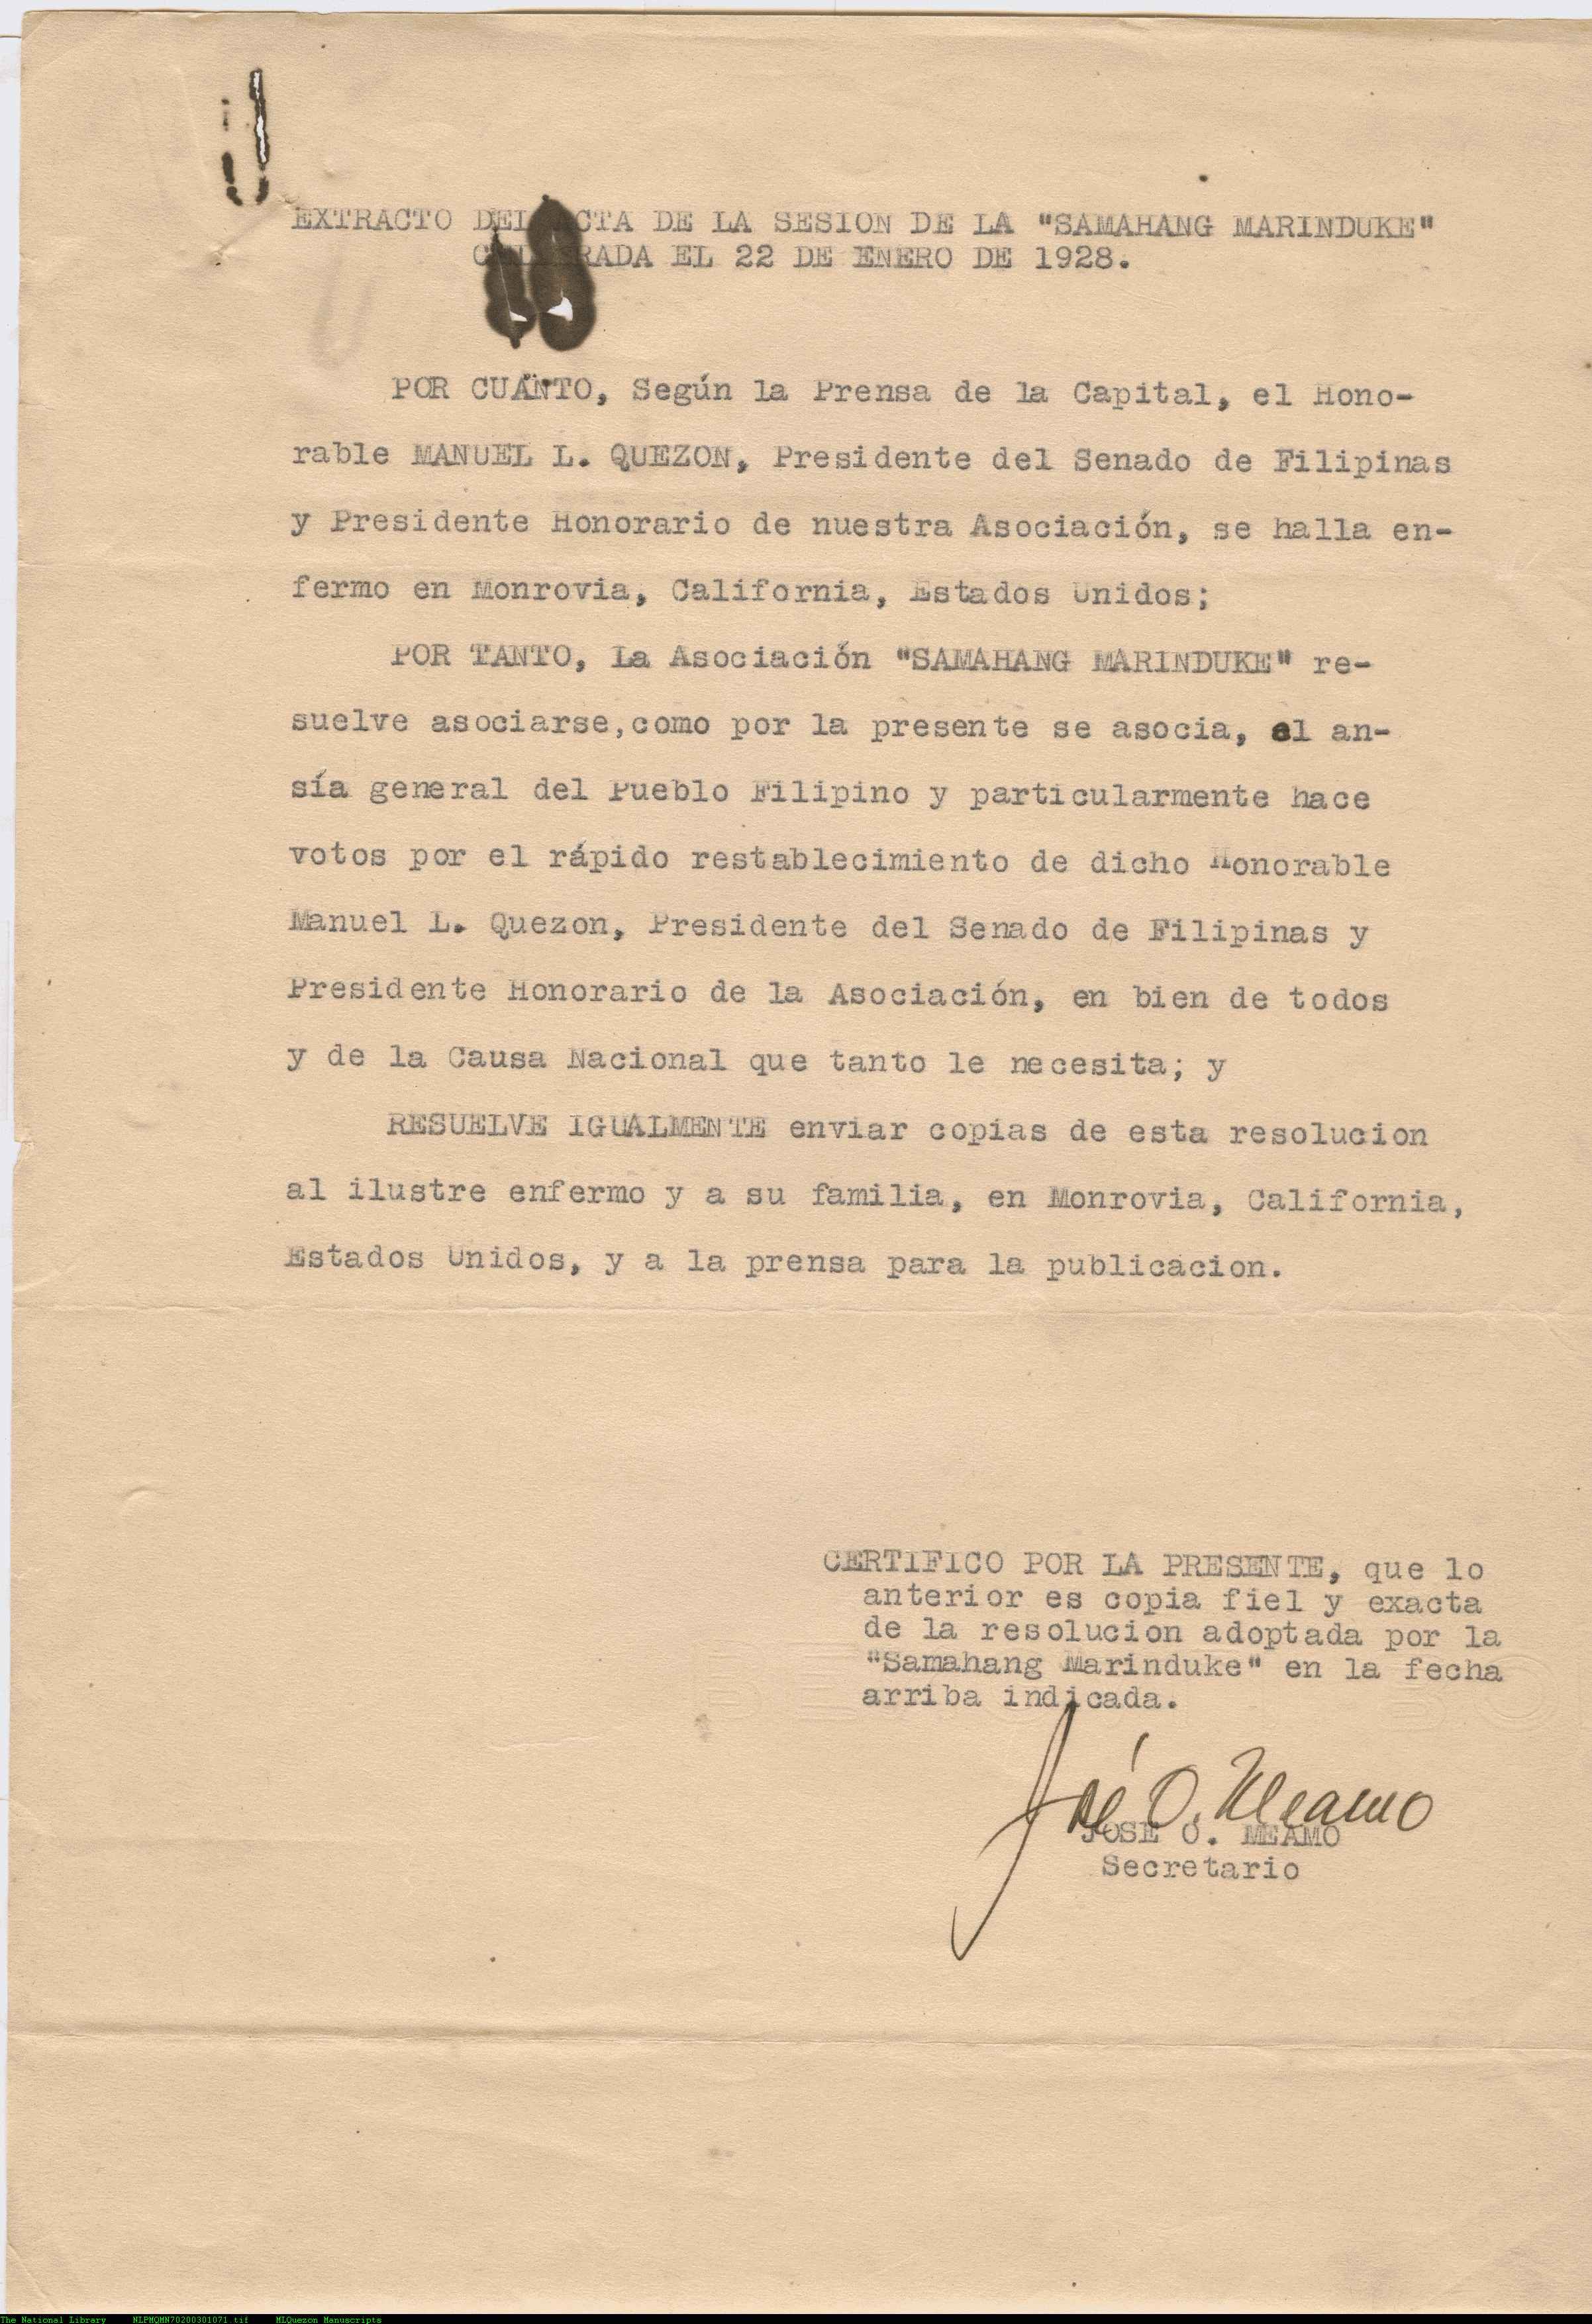 EXTRACTO DEL ACTA DE LA SESION DE LA "SAMAHANG MARINDUKE"
CELEBRADA EL 22 DE ENERO DE 1928.
POR CUANTO, Según la Prensa de la Capital, el Hono-
rable MANUEL L. QUEZON, Presidente del Senado de Filipinas
y Presidente Honorario de nuestra Asociación, se halla en-
fermo en Monrovia, California, Estados Unidos;
POR TANTO, La Asociación "SAMAHANG MARINDUKE" re-
suelve asociarse,como por la presente se asocia, al an-
sía general del Pueblo Filipino y particularmente hace
votos por el rápido restablecimiento de dicho Honorable
Manuel L. Quezon, Presidente del Senado de Filipinas y
Presidente Honorario de la Asociación, en bien de todos
y de la Causa Nacional que tanto le necesita; y
RESUELVE IGUALMENTE enviar copias de esta resolucion
al ilustre enfermo y a su familia, en Monrovia, California,
Estados Unidos, y a la prensa para la publicacion.
CERTIFICO POR LA PRESENTE, que lo
anterior es copia fiel y exacta
de la resolucion adoptada por la
"Samahang Marinduke" en la fecha
arriba indicada.
José O. Meamo
JOSE O. MEAMO
Secretario
The National Library NLPMQMN70200301071.tif MLQuezon Manuscripts